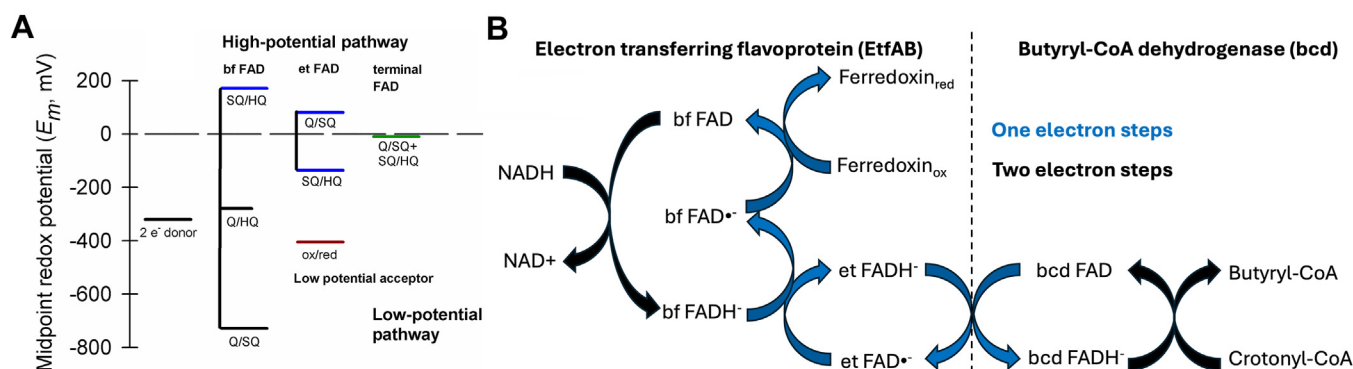 A
High-potential pathway
bf FAD
et FAD
terminal
FAD
Midpoint redox potential (Em, mV)
200
0
-200
-400
-600
-800
2 e⁻ donor
SQ/HQ
Q/HQ
Q/SQ
Q/SQ
SQ/HQ
ox/red
Low potential acceptor
Q/SQ+
SQ/HQ
Low-potential
pathway
B
Electron transferring flavoprotein (EtfAB)
Butyryl-CoA dehydrogenase (bcd)
Ferredoxin_red
bf FAD
One electron steps
NADH
Ferredoxin_ox
Two electron steps
bf FAD•-
NAD+
et FADH-
bcd FAD
Butyryl-CoA
bf FADH-
et FAD•-
bcd FADH-
Crotonyl-CoA